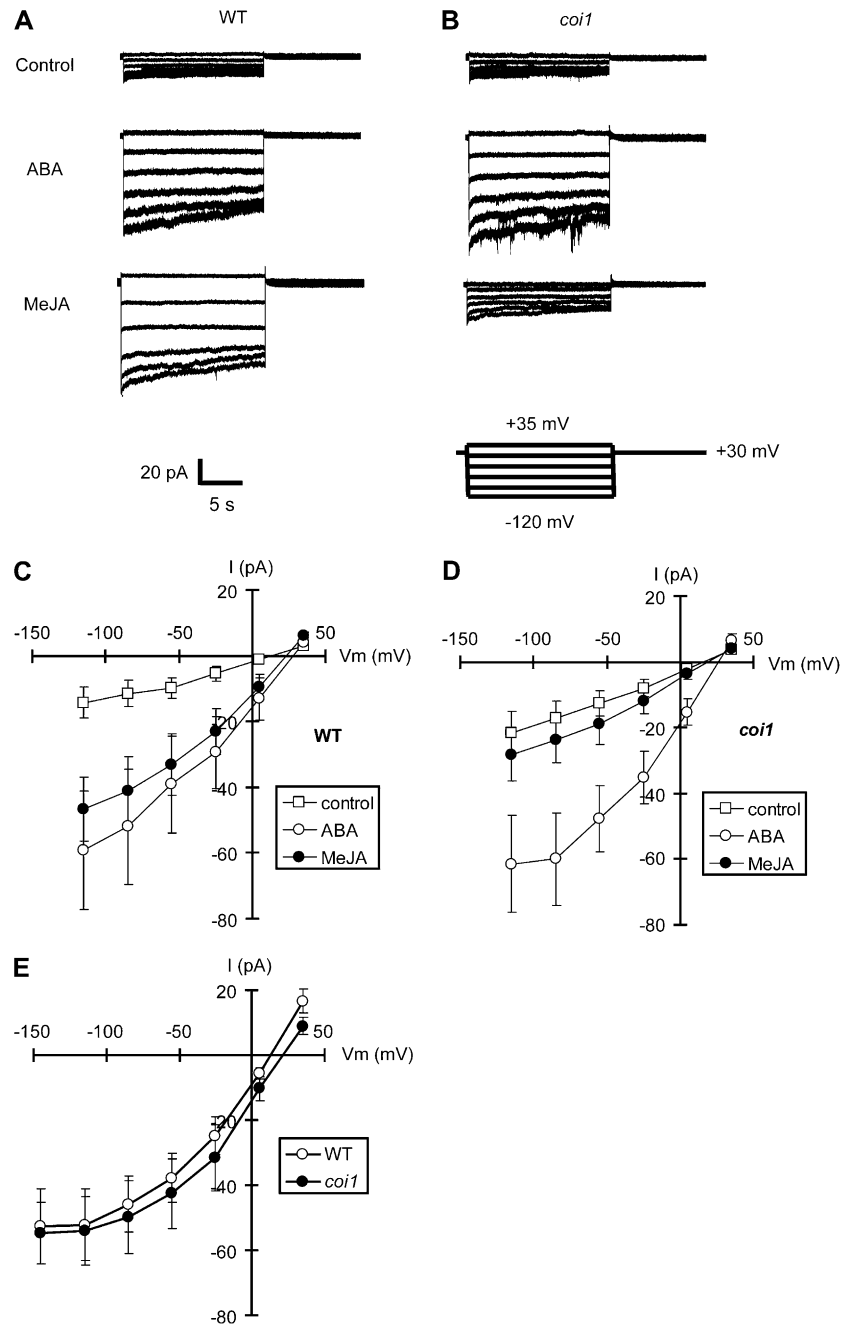 A
WT
B
coi1
Control
ABA
MeJA
20 pA
5 s
+35 mV
+30 mV
-120 mV
C
I (pA)
20
-150
-100
-50
50
Vm (mV)
-20
WT
-40
-60
-80
control
ABA
MeJA
D
I (pA)
20
-150
-100
-50
50
Vm (mV)
-20
coi1
-40
-60
-80
control
ABA
MeJA
E
I (pA)
20
-150
-100
-50
50
Vm (mV)
-20
-40
-60
-80
WT
coi1